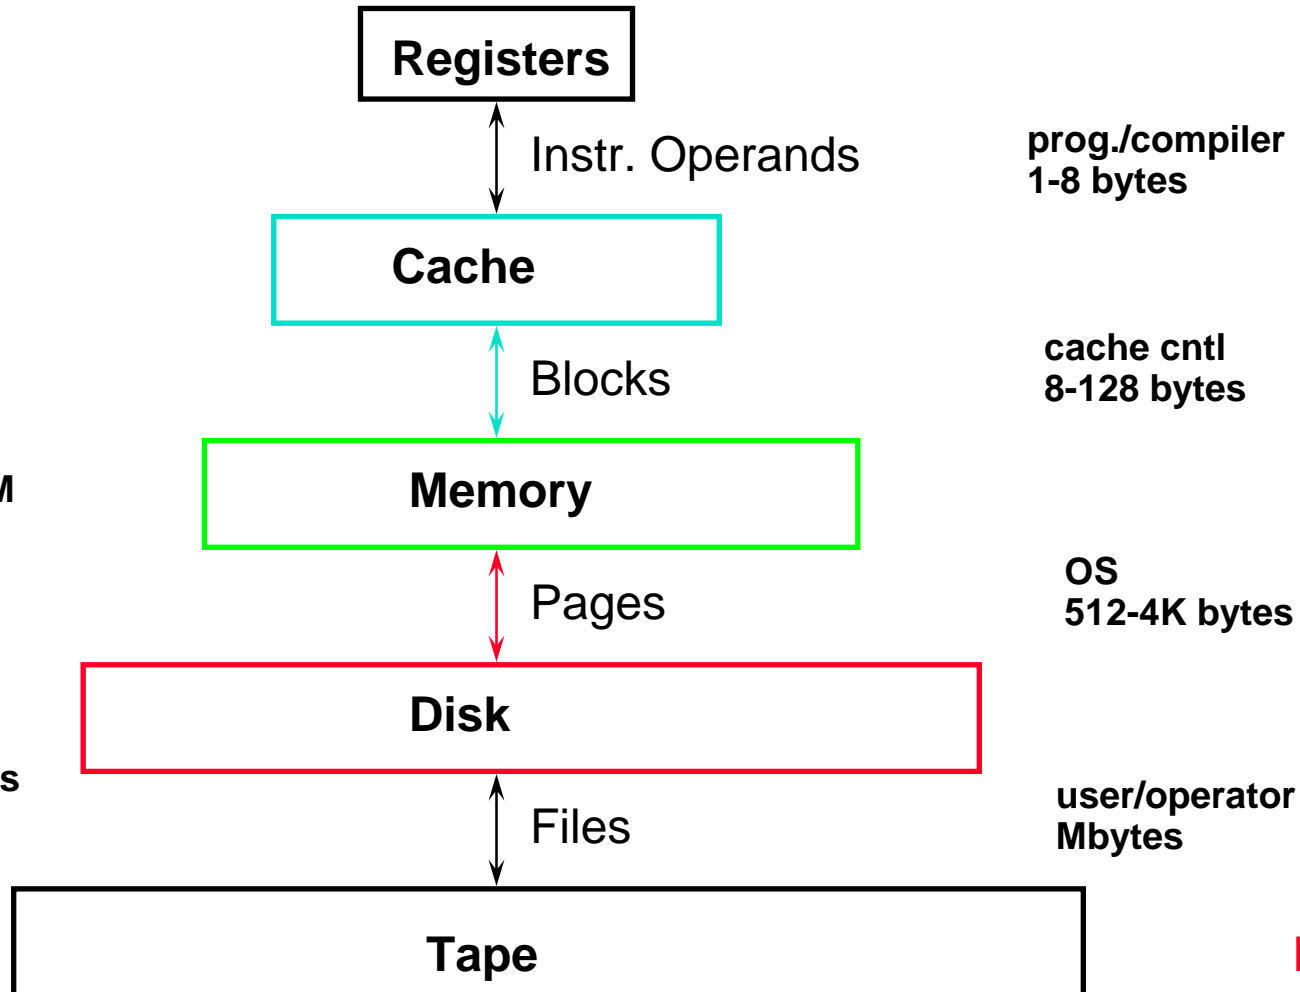 Registers
Instr. Operands
prog./compiler
1-8 bytes
Cache
Blocks
cache cntl
8-128 bytes
Memory
Pages
OS
512-4K bytes
Disk
Files
user/operator
Mbytes
Tape